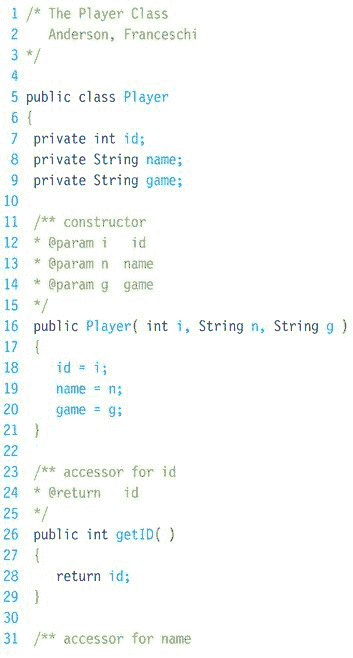 1 /* The Player Class
2 Anderson, Franceschi
3 */
4
5 public class Player
6 {
7 private int id;
8 private String name;
9 private String game;
10
11 /** constructor
12 * @param i id
13 * @param n name
14 * @param g game
15 */
16 public Player( int i, String n, String g )
17 {
18 id = i;
19 name = n;
20 game = g;
21 }
22
23 /** accessor for id
24 * @return id
25 */
26 public int getID( )
27 {
28 return id;
29 }
30
31 /** accessor for name